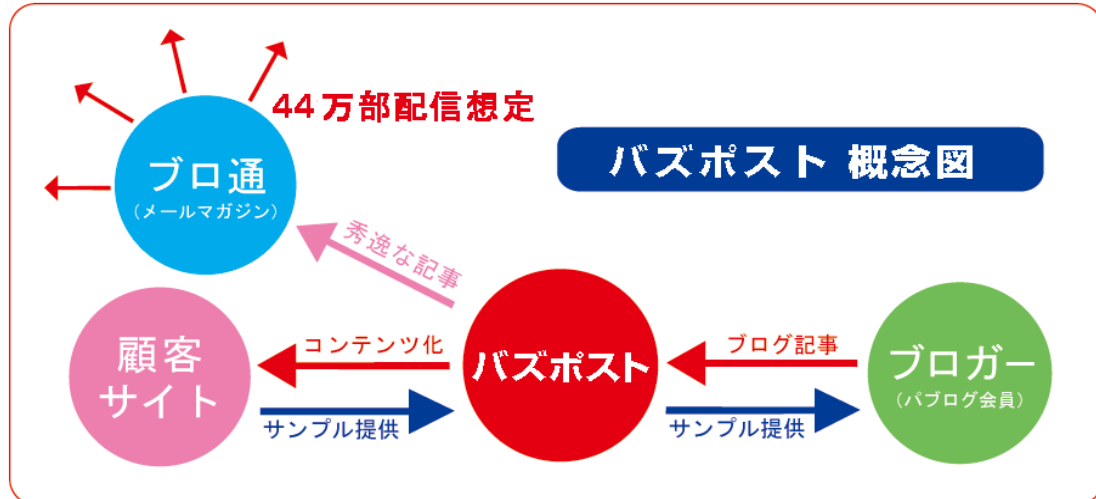 44万部配信想定
バズポスト 概念図
ブロ通
(メールマガジン)
秀逸な記事
顧客
サイト
コンテンツ化
サンプル提供
バズポスト
ブログ記事
サンプル提供
ブロガー
(パブログ会員)